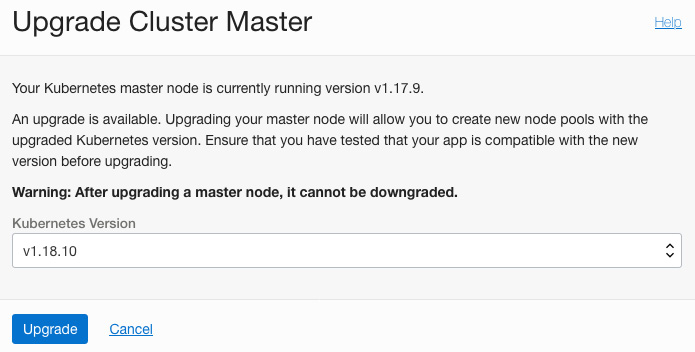 Upgrade Cluster Master
Help
Your Kubernetes master node is currently running version v1.17.9.
An upgrade is available. Upgrading your master node will allow you to create new node pools with the
upgraded Kubernetes version. Ensure that you have tested that your app is compatible with the new
version before upgrading.
Warning: After upgrading a master node, it cannot be downgraded.
Kubernetes Version
v1.18.10
Upgrade
Cancel